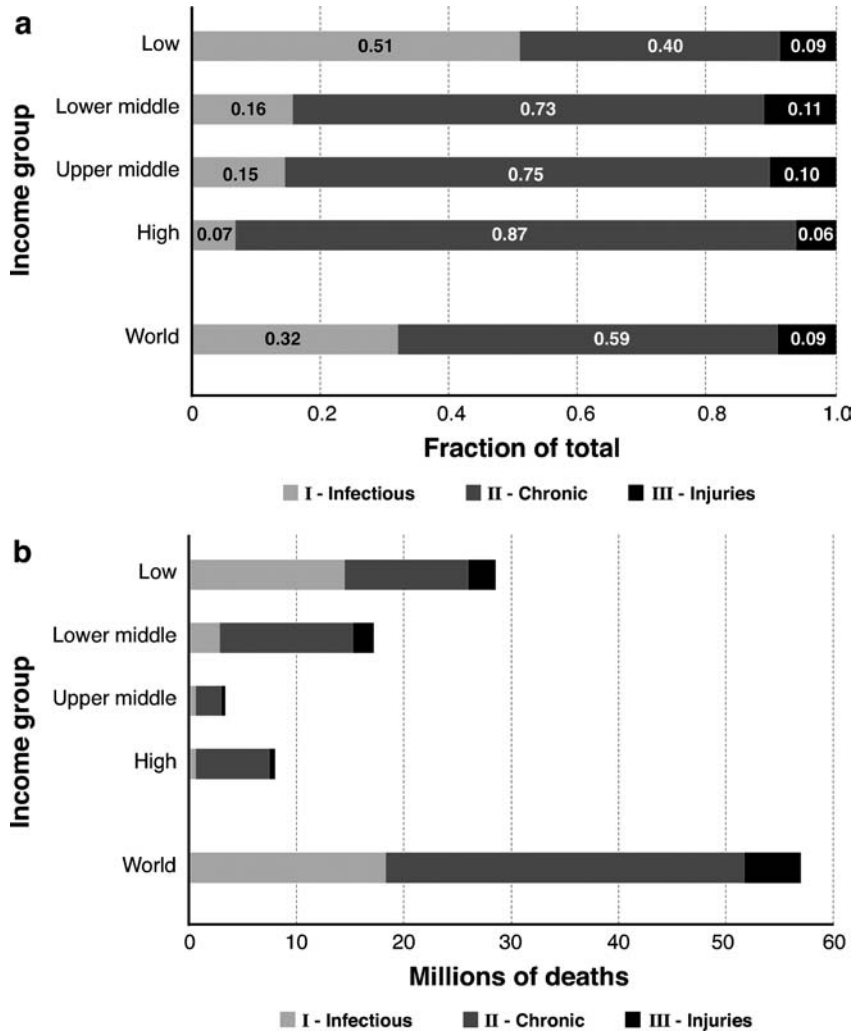 a
Low
0.51 0.40 0.09
Lower middle
0.16 0.73 0.11
Upper middle
0.15 0.75 0.10
High
0.07 0.87 0.06
World
0.32 0.59 0.09
Income group
0 0.2 0.4 0.6 0.8 1.0
Fraction of total
I - Infectious II - Chronic III - Injuries
b
Low
Lower middle
Upper middle
High
World
Income group
0 10 20 30 40 50 60
Millions of deaths
I - Infectious II - Chronic III - Injuries